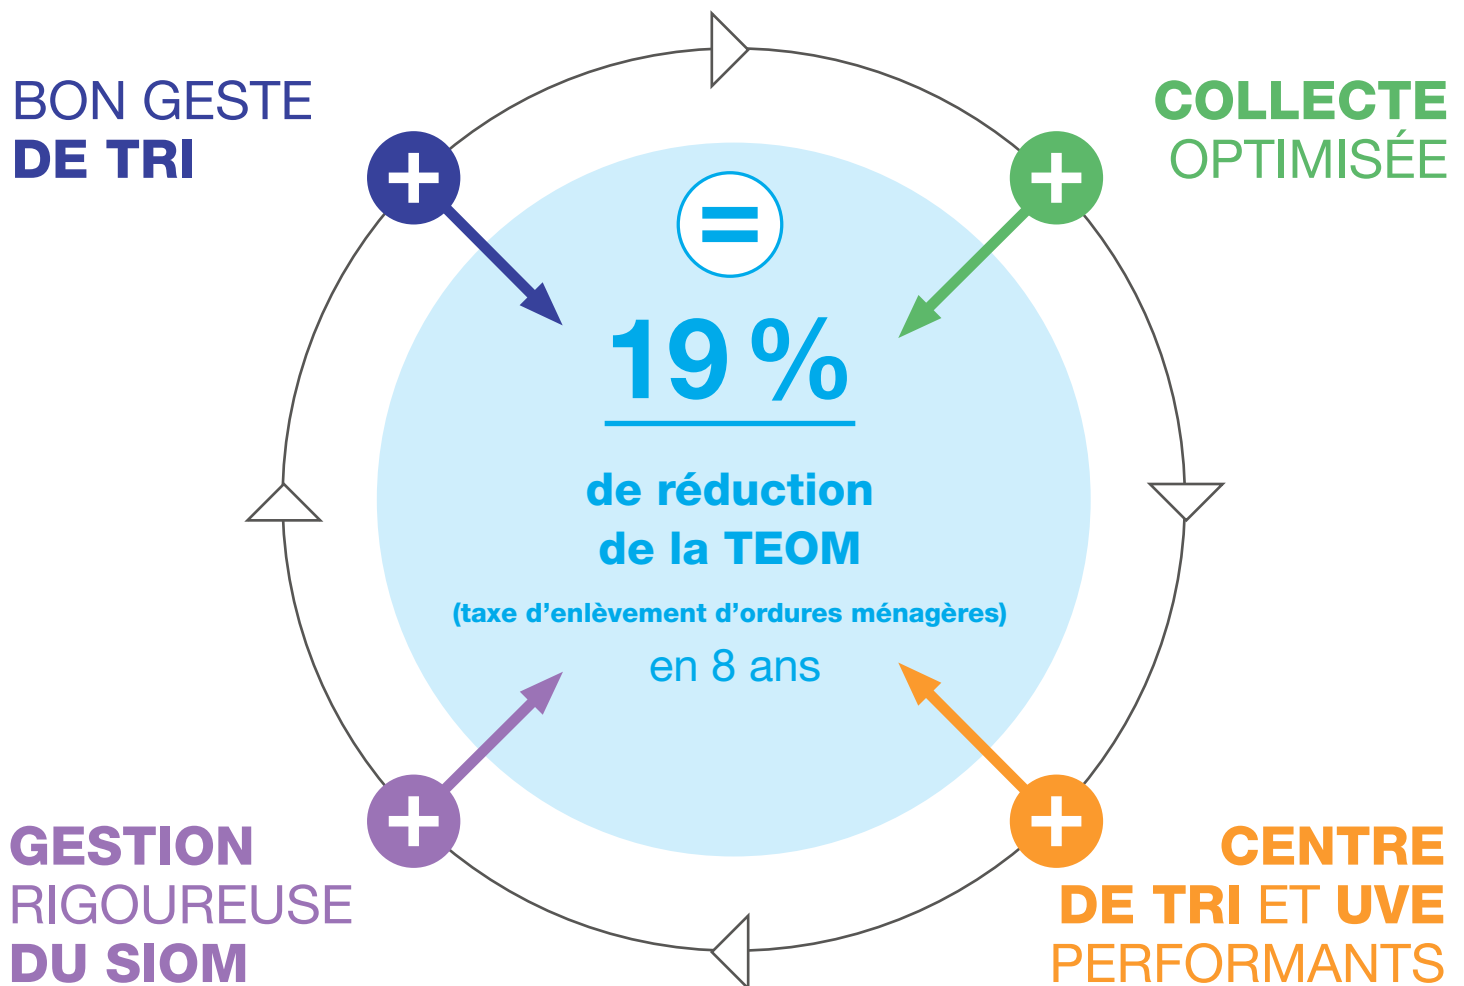 BON GESTE
DE TRI
COLLECTE
OPTIMISÉE
+
+
=
19 %
de réduction
de la TEOM
(taxe d’enlèvement d’ordures ménagères)
en 8 ans
+
+
GESTION
RIGOUREUSE
DU SIOM
CENTRE
DE TRI ET UVE
PERFORMANTS